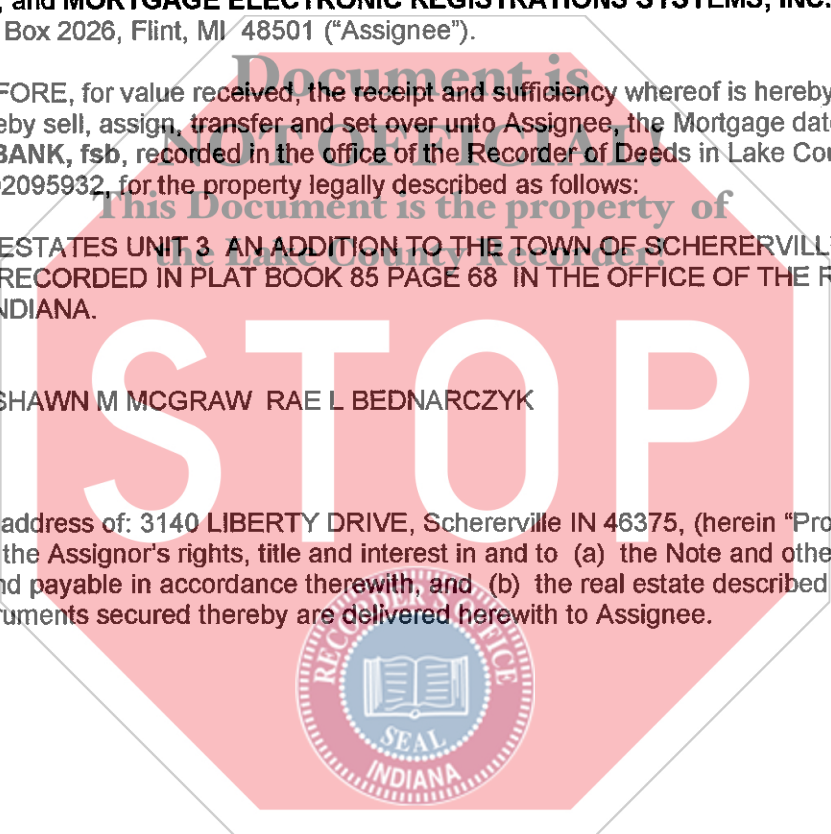 , and MORTGAGE ELECTRONIC REGISTRATIONS SYSTEMS, INC.
Box 2026, Flint, MI 48501 (“Assignee”).
Document is
FORE, for value received, the receipt and sufficiency whereof is hereby
eby sell, assign, transfer and set over unto Assignee, the Mortgage dat
NOT OFFICIAL!
BANK, fsb, recorded in the office of the Recorder of Deeds in Lake Cou
2095932, for the property legally described as follows:
This Document is the property of
the Lake County Recorder!
ESTATES UNIT 3 AN ADDITION TO THE TOWN OF SCHERERVILL
RECORDED IN PLAT BOOK 85 PAGE 68 IN THE OFFICE OF THE R
NDIANA.
STOP
SHAWN M MCGRAW RAE L BEDNARCZYK
address of: 3140 LIBERTY DRIVE, Schererville IN 46375, (herein “Pro
the Assignor's rights, title and interest in and to (a) the Note and othe
nd payable in accordance therewith, and (b) the real estate described
ruments secured thereby are delivered herewith to Assignee.
RECORDER'S OFFICE
SEAL
INDIANA